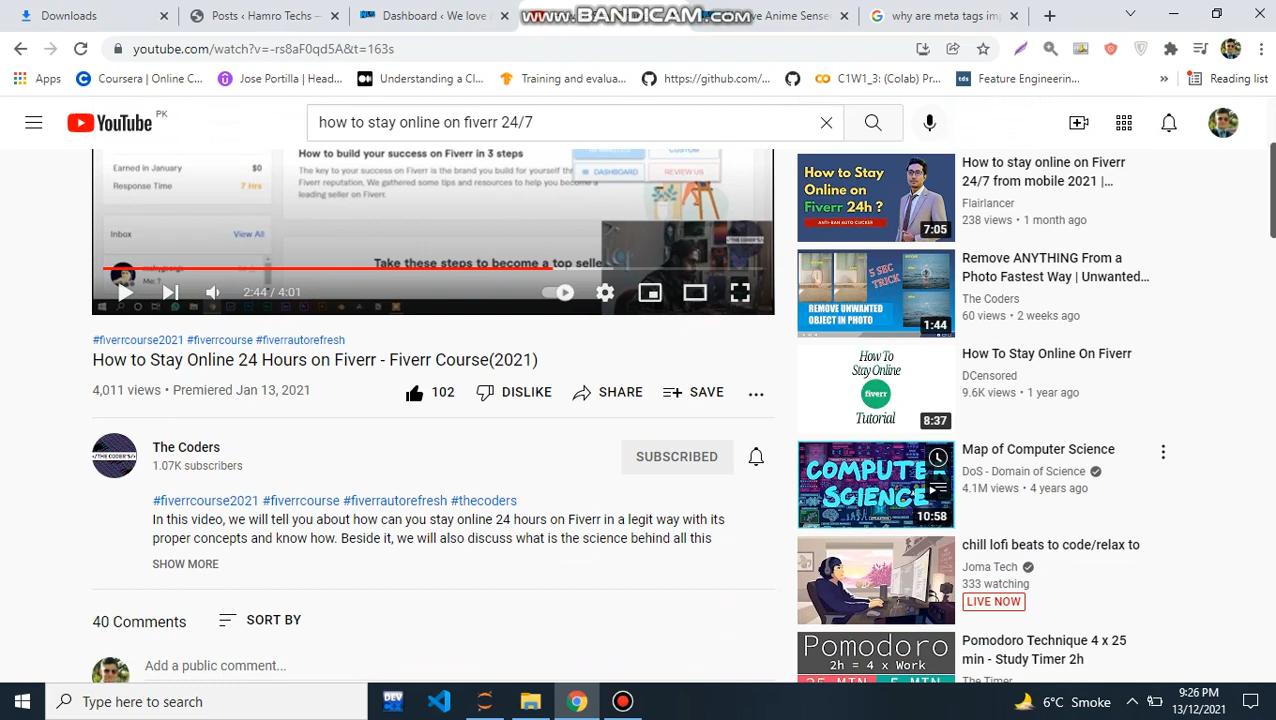 Downloads
Posts ‹ Hamro Techs —
Dashboard ‹ We love
www.BANDICAM.com
ve Anime Sense
why are meta tags im
youtube.com/watch?v=-rs8aF0qd5A&t=163s
Apps
Coursera | Online C...
Jose Portilla | Head...
Understanding a Cl...
Training and evalua...
https://github.com/...
C1W1_3: (Colab) Pr...
Feature Engineerin...
»
Reading list
YouTube PK
how to stay online on fiverr 24/7
Earned in January $0
Response Time 7 Hrs
Inbox View All
How to build your success on Fiverr in 3 steps
The key to your success on Fiverr is the brand you build for yourself
Fiverr reputation. We gathered some tips and resources to help you
leading seller on Fiverr.
DASHBOARD
REVIEW US
Take these steps to become a top selle
2:44 / 4:01
#fiverrcourse2021 #fiverrcourse #fiverrautorefresh
How to Stay Online 24 Hours on Fiverr - Fiverr Course(2021)
4,011 views • Premiered Jan 13, 2021
102
DISLIKE
SHARE
SAVE
The Coders
1.07K subscribers
SUBSCRIBED
#fiverrcourse2021 #fiverrcourse #fiverrautorefresh #thecoders
In this video, we will tell you about how can you stay online 24 hours on Fiverr in a legit way with its
proper concepts and know how. Beside it, we will also discuss what is the science behind all this
SHOW MORE
40 Comments
SORT BY
Add a public comment...
How to Stay
Online on
Fiverr 24h ?
ANTI-BAN AUTO CLICKER
7:05
How to stay online on Fiverr
24/7 from mobile 2021 |...
Flairlancer
238 views • 1 month ago
5 SEC
TRICK
REMOVE UNWANTED
OBJECT IN PHOTO
1:44
Remove ANYTHING From a
Photo Fastest Way | Unwanted...
The Coders
60 views • 2 weeks ago
How To
Stay Online
fiverr
Tutorial
8:37
How To Stay Online On Fiverr
DCensored
9.6K views • 1 year ago
COMPUTER
SCIENCE
10:58
Map of Computer Science
DoS - Domain of Science
4.1M views • 4 years ago
chill lofi beats to code/relax to
Joma Tech
333 watching
LIVE NOW
Pomodoro
2h = 4 x Work
25 MIN
5 MIN
Pomodoro Technique 4 x 25
min - Study Timer 2h
The Timer
Type here to search
DEV
6°C Smoke
9:26 PM
13/12/2021